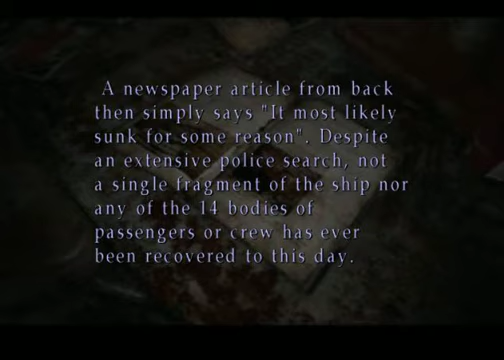 A newspaper article from back
then simply says "It most likely
sunk for some reason". Despite
an extensive police search, not
a single fragment of the ship nor
any of the 14 bodies of
passengers or crew has ever
been recovered to this day.